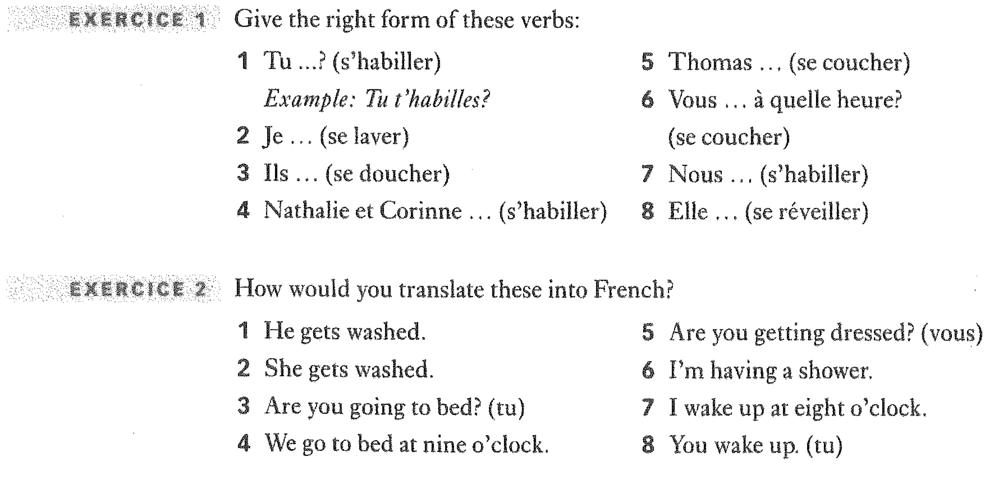 EXERCICE 1 Give the right form of these verbs:
1 Tu ...? (s'habiller)
Example: Tu t'habilles?
2 Je ... (se laver)
3 Ils ... (se doucher)
4 Nathalie et Corinne ... (s'habiller)
5 Thomas ... (se coucher)
6 Vous ... à quelle heure?
(se coucher)
7 Nous ... (s'habiller)
8 Elle ... (se réveiller)
EXERCICE 2 How would you translate these into French?
1 He gets washed.
2 She gets washed.
3 Are you going to bed? (tu)
4 We go to bed at nine o'clock.
5 Are you getting dressed? (vous)
6 I'm having a shower.
7 I wake up at eight o'clock.
8 You wake up. (tu)